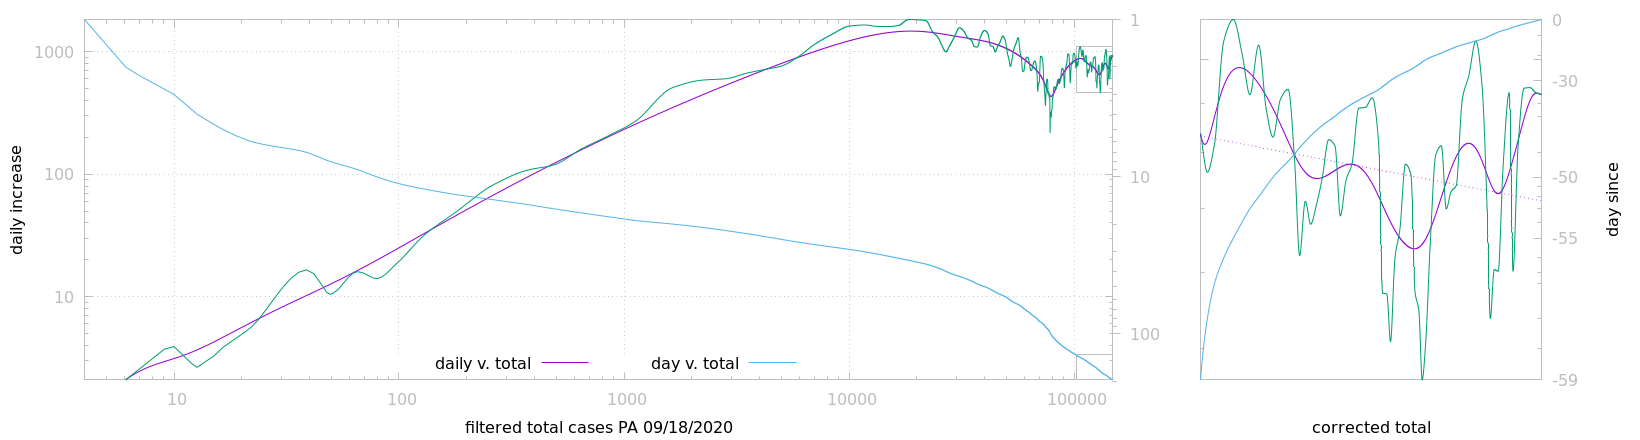 daily increase
1000
100
10
10
100
1000
10000
100000
filtered total cases PA 09/18/2020
daily v. total
day v. total
1
10
100
0
-30
-50
-55
-59
day since
corrected total